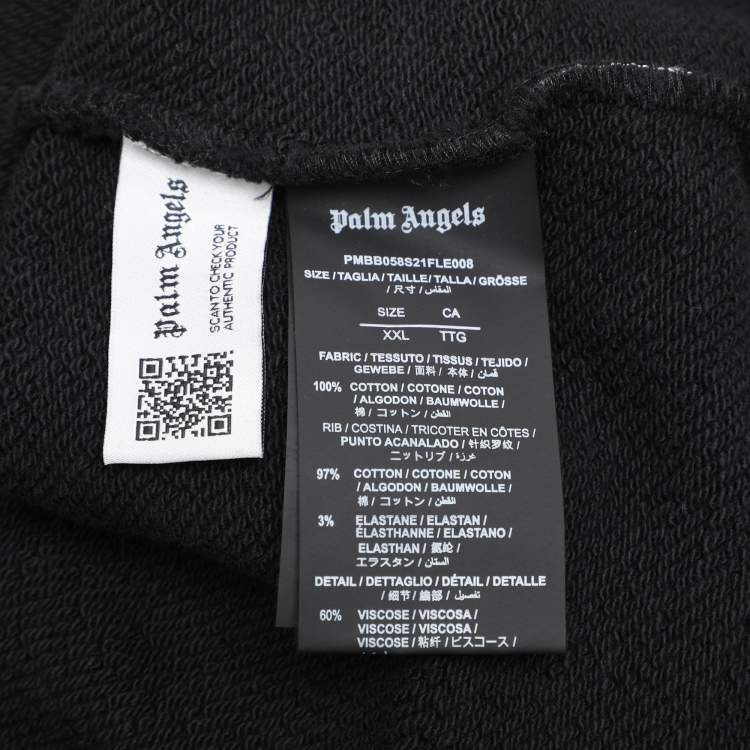 Palm Angels
SCAN TO CHECK YOUR
AUTHENTIC PRODUCT
Palm Angels
PMBB058S21FLE008
SIZE / TAGLIA / TAILLE / TALLA / GRÖSSE
/ 尺寸 / المقاس /
SIZE CA
XXL TTG
FABRIC / TESSUTO / TISSUS / TEJIDO /
GEWEBE / 面料 / 本体 / قماش
100% COTTON / COTONE / COTON
/ ALGODON / BAUMWOLLE /
棉 / コットン / القطن
RIB / COSTINA / TRICOTER EN CÔTES /
PUNTO ACANALADO / 针织罗纹 /
ニットリブ / غرزة /
97% COTTON / COTONE / COTON
/ ALGODON / BAUMWOLLE /
棉 / コットン / القطن
3% ELASTANE / ELASTAN /
ÉLASTHANNE / ELASTANO /
ELASTHAN / 氨纶 /
エラスタン / الستان
DETAIL / DETTAGLIO / DÉTAIL / DETALLE
/ 细节 / 編部 / تفصيل
60% VISCOSE / VISCOSA /
VISCOSE / VISCOSA /
VISCOSE / 粘纤 / ビスコース /